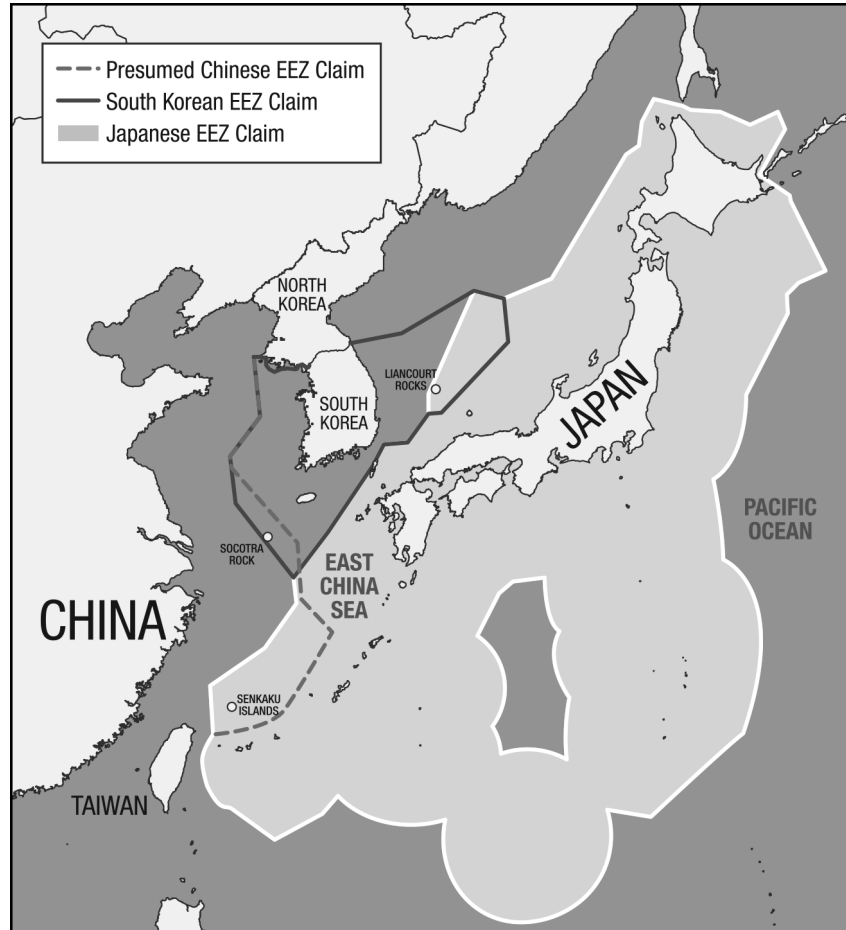 Presumed Chinese EEZ Claim
South Korean EEZ Claim
Japanese EEZ Claim
NORTH
KOREA
LIANCOURT
ROCKS
SOUTH
KOREA
JAPAN
PACIFIC
OCEAN
SOCOTRA
ROCK
EAST
CHINA
SEA
CHINA
SENKAKU
ISLANDS
TAIWAN